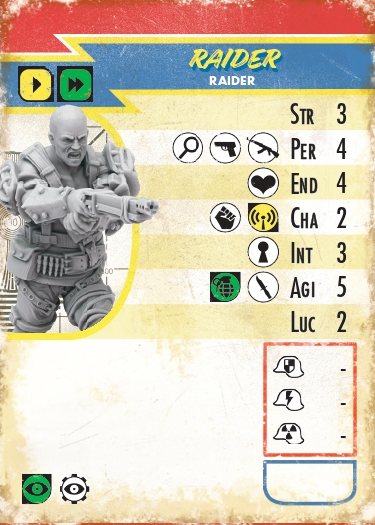 RAIDER
RAIDER
STR 3
PER 4
END 4
CHA 2
INT 3
AGI 5
LUC 2
-
-
-